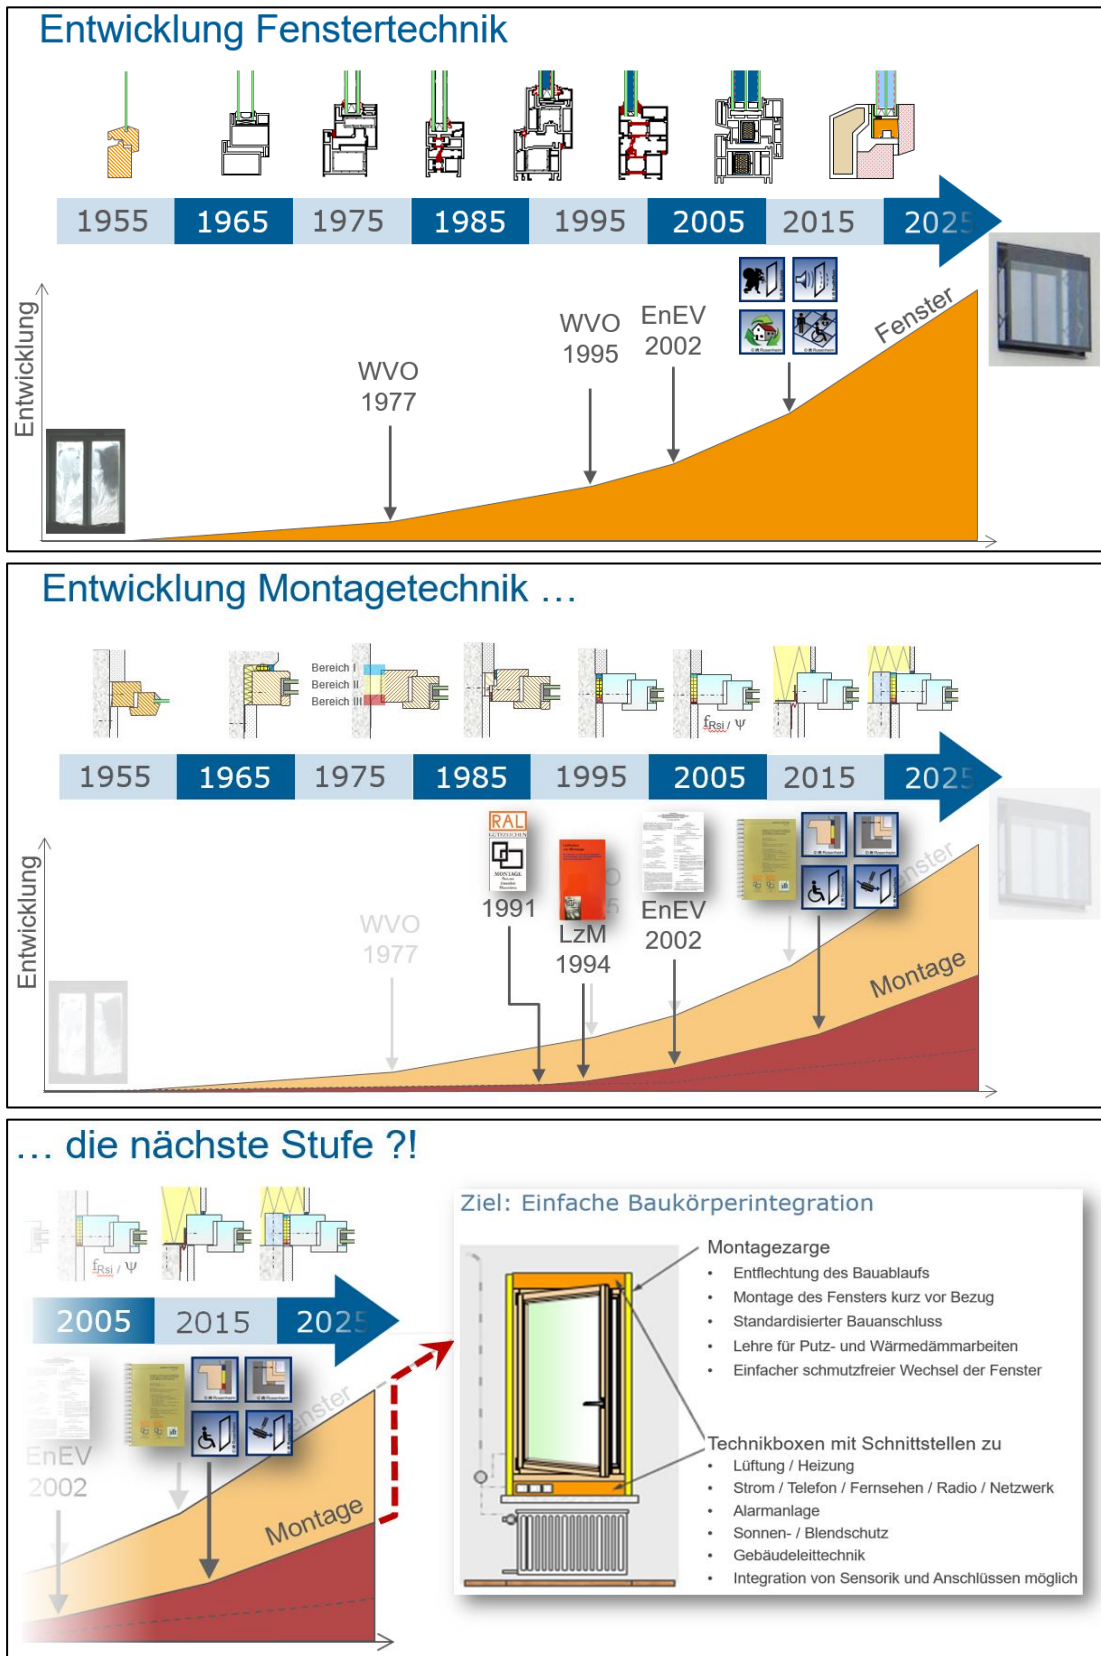 Entwicklung Fenstertechnik
1955 1965 1975 1985 1995 2005 2015 2025
Entwicklung
WVO
1977
WVO
1995
EnEV
2002
Fenster
Entwicklung Montagetechnik ...
Bereich I
Bereich II
Bereich III
fRsi / ψ
1955 1965 1975 1985 1995 2005 2015 2025
Entwicklung
WVO
1977
RAL
GÜTEZEICHEN
MONTAGE
1991
LzM
1994
EnEV
2002
Fenster
Montage
... die nächste Stufe ?!
fRsi / ψ
2005 2015 2025
EnEV
2002
Fenster
Montage
Ziel: Einfache Baukörperintegration
Montagezarge
• Entflechtung des Bauablaufs
• Montage des Fensters kurz vor Bezug
• Standardisierter Bauanschluss
• Lehre für Putz- und Wärmedämmarbeiten
• Einfacher schmutzfreier Wechsel der Fenster
Technikboxen mit Schnittstellen zu
• Lüftung / Heizung
• Strom / Telefon / Fernsehen / Radio / Netzwerk
• Alarmanlage
• Sonnen- / Blendschutz
• Gebäudeleittechnik
• Integration von Sensorik und Anschlüssen möglich